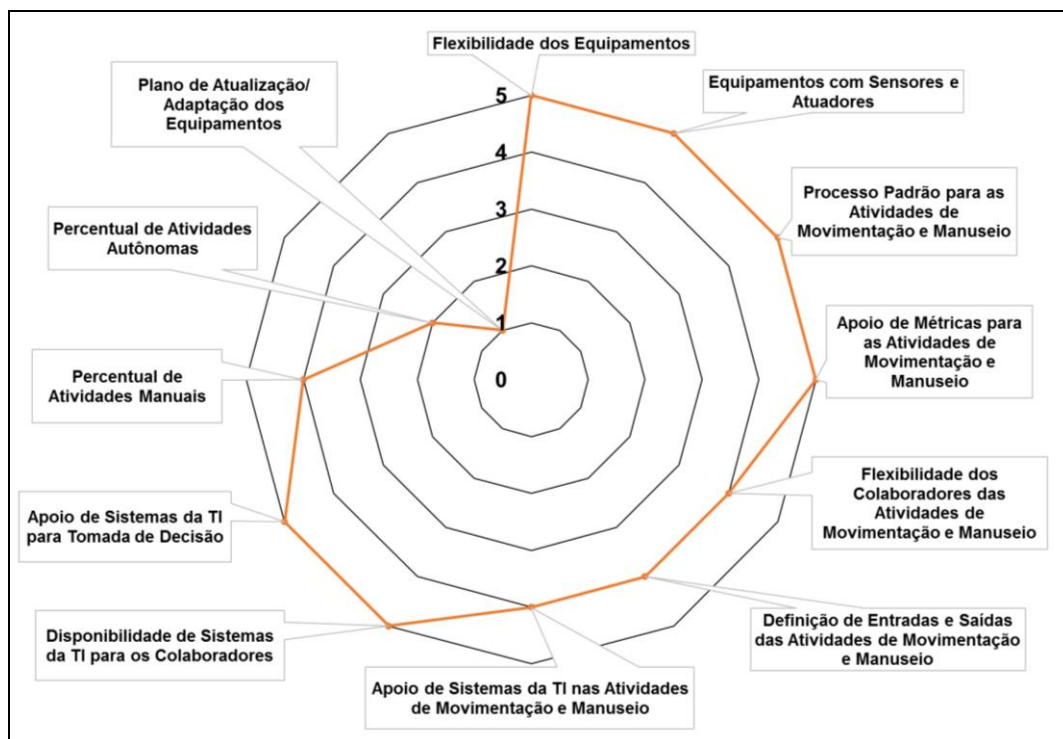 Flexibilidade dos Equipamentos
Equipamentos com Sensores e
Atuadores
Processo Padrão para as
Atividades de
Movimentação e Manuseio
Apoio de Métricas para
as Atividades de
Movimentação e
Manuseio
Flexibilidade dos
Colaboradores das
Atividades de
Movimentação e Manuseio
Definição de Entradas e Saídas
das Atividades de Movimentação
e Manuseio
Apoio de Sistemas da TI nas Atividades
de Movimentação e Manuseio
Disponibilidade de Sistemas
da TI para os Colaboradores
Apoio de Sistemas da TI
para Tomada de Decisão
Percentual de
Atividades Manuais
Percentual de Atividades
Autônomas
Plano de Atualização/
Adaptação dos
Equipamentos
5
4
3
2
1
0